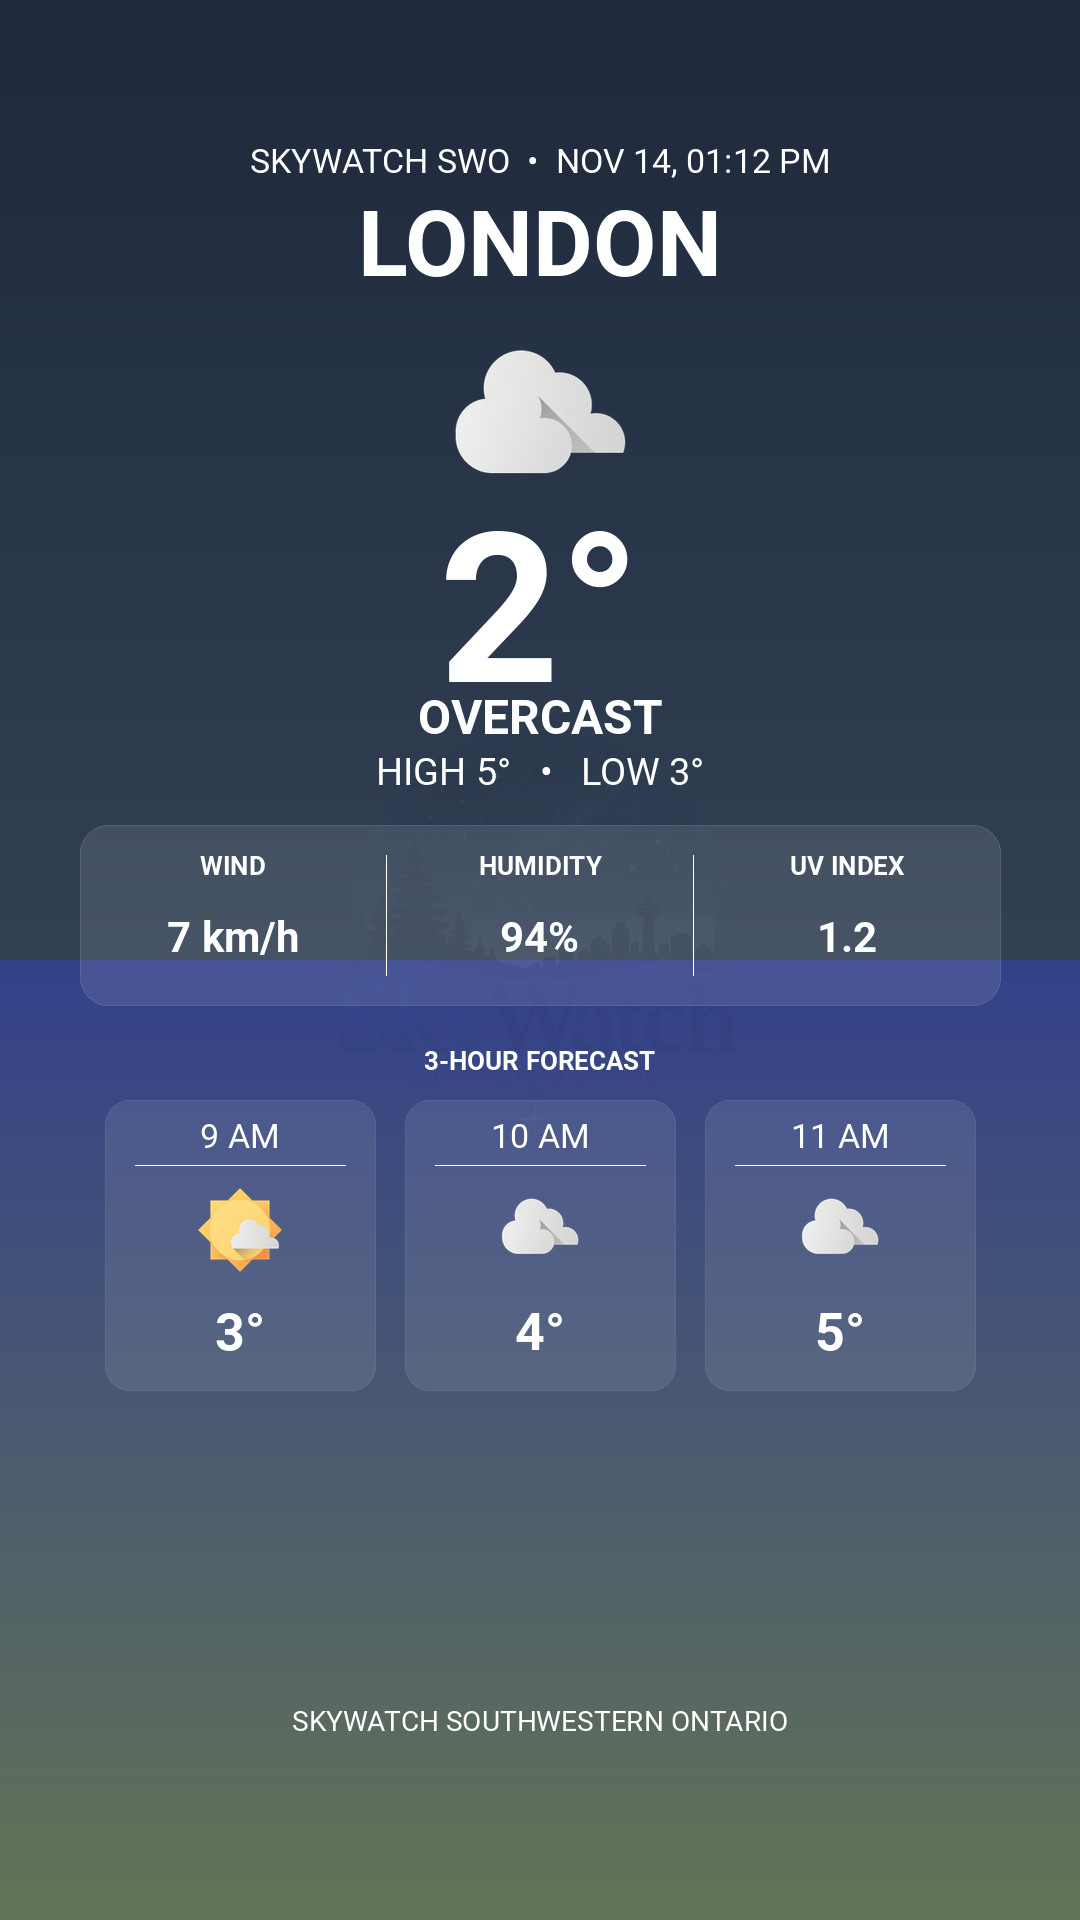 SKYWATCH SWO • NOV 14, 01:12 PM
LONDON
2°
OVERCAST
HIGH 5° • LOW 3°
WIND HUMIDITY UV INDEX
7 km/h 94% 1.2
SkyWatch
3-HOUR FORECAST
9 AM 10 AM 11 AM
3° 4° 5°
SKYWATCH SOUTHWESTERN ONTARIO